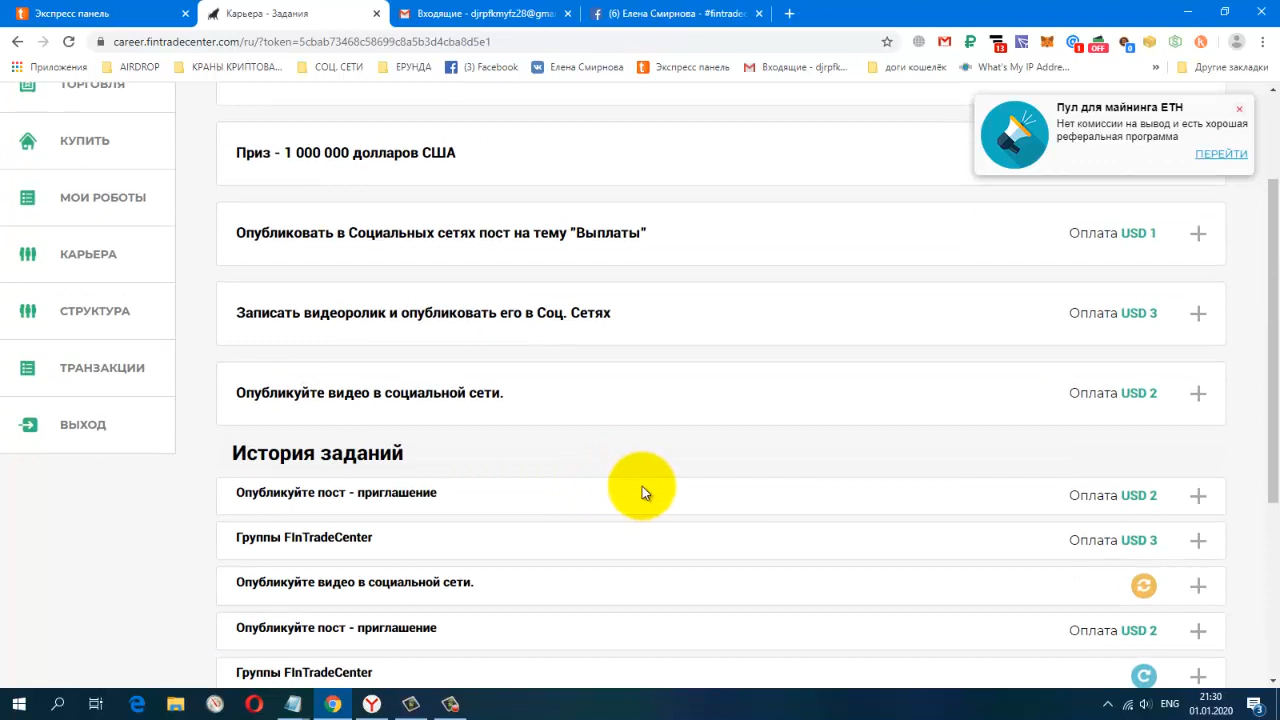 Экспресс панель
Карьера - Задания
Входящие - djrpfkmyfz28@gma
(6) Елена Смирнова - #fintradec
career.fintradecenter.com/ru/?token=5cbab73468c58699c8a5b3d4cba8d5e1
13
1
OFF
0
Приложения
AIRDROP
КРАНЫ КРИПТОВА...
СОЦ. СЕТИ
ЕРУНДА
(3) Facebook
Елена Смирнова
Экспресс панель
Входящие - djrpfk...
доги кошелёк
What's My IP Addre...
»
Другие закладки
ТОРГОВЛЯ
КУПИТЬ
МОИ РОБОТЫ
КАРЬЕРА
СТРУКТУРА
ТРАНЗАКЦИИ
ВЫХОД
Пул для майнинга ETH
Нет комиссии на вывод и есть хорошая
реферальная программа
ПЕРЕЙТИ
Приз - 1 000 000 долларов США
Опубликовать в Социальных сетях пост на тему "Выплаты"
Оплата USD 1
Записать видеоролик и опубликовать его в Соц. Сетях
Оплата USD 3
Опубликуйте видео в социальной сети.
Оплата USD 2
История заданий
Опубликуйте пост - приглашение
Оплата USD 2
Группы FInTradeCenter
Оплата USD 3
Опубликуйте видео в социальной сети.
Опубликуйте пост - приглашение
Оплата USD 2
Группы FInTradeCenter
ENG
21:30
01.01.2020
3